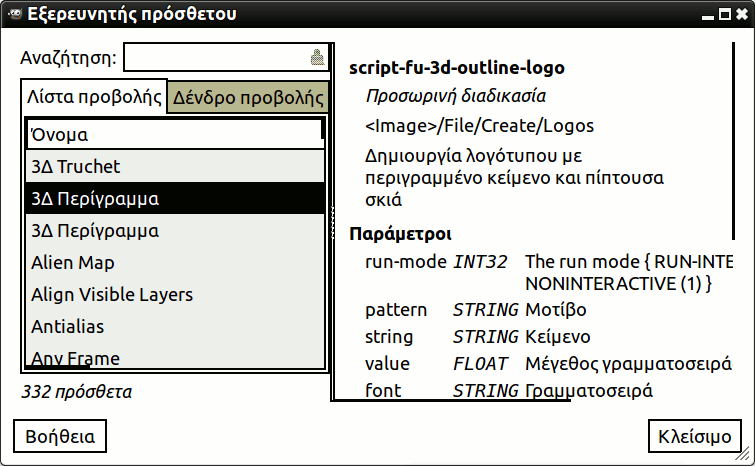 Εξερευνητής πρόσθετου
Αναζήτηση:
Λίστα προβολής
Δένδρο προβολής
Όνομα
3Δ Truchet
3Δ Περίγραμμα
3Δ Περίγραμμα
Alien Map
Align Visible Layers
Antialias
Any Frame
332 πρόσθετα
script-fu-3d-outline-logo
Προσωρινή διαδικασία
<Image>/File/Create/Logos
Δημιουργία λογότυπου με
περιγραμμένο κείμενο και πίπτουσα
σκιά
Παράμετροι
run-mode INT32 The run mode { RUN-INTE
NONINTERACTIVE (1) }
pattern STRING Μοτίβο
string STRING Κείμενο
value FLOAT Μέγεθος γραμματοσειρά
font STRING Γραμματοσειρά
Βοήθεια
Κλείσιμο